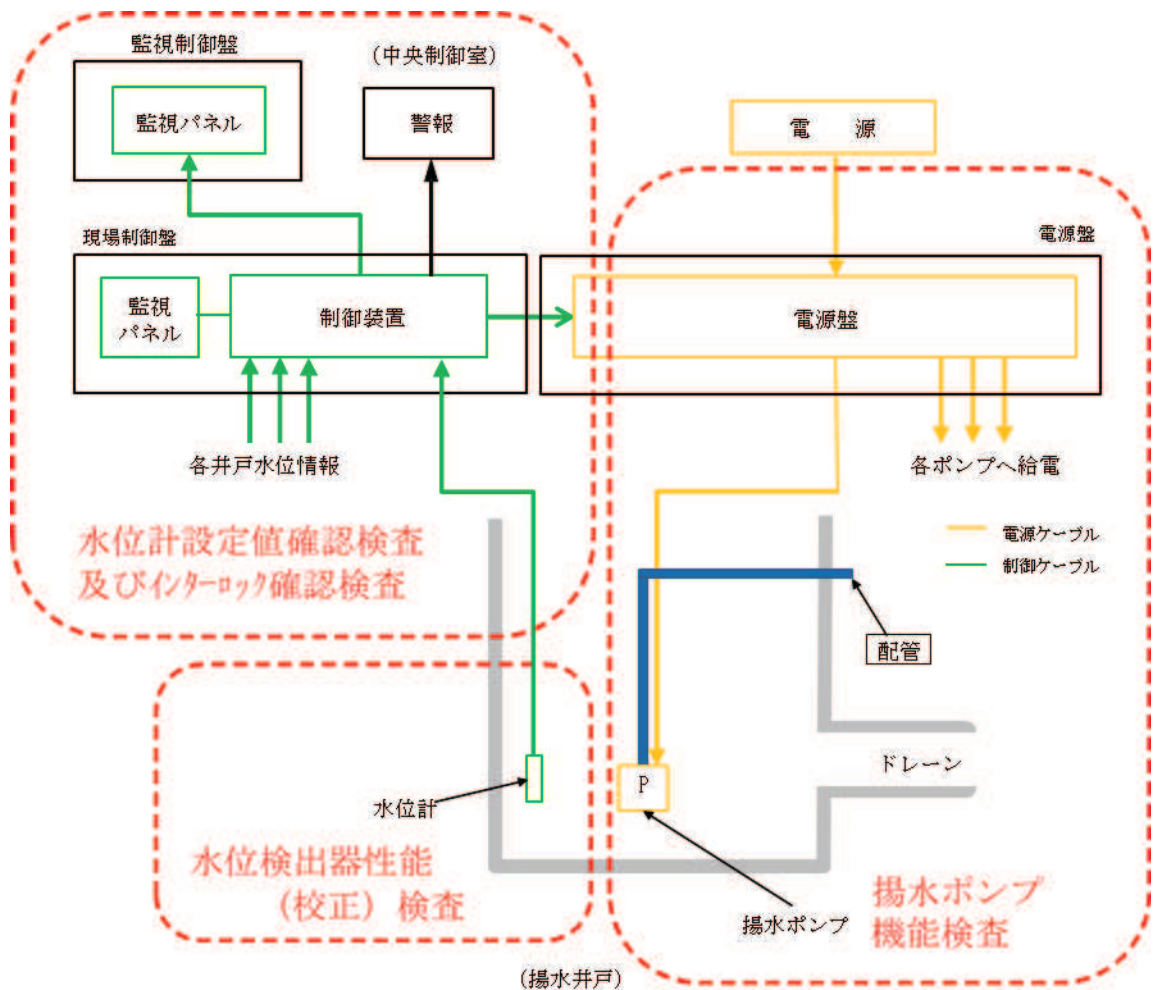 監視制御盤
(中央制御室)
監視パネル
警報
電 源
現場制御盤
電源盤
監視
パネル
制御装置
電源盤
各井戸水位情報
各ポンプへ給電
水位計設定値確認検査
及びインターロック確認検査
電源ケーブル
制御ケーブル
配管
ドレーン
P
水位計
水位検出器性能
(校正)検査
揚水ポンプ
揚水ポンプ
機能検査
(揚水井戸)